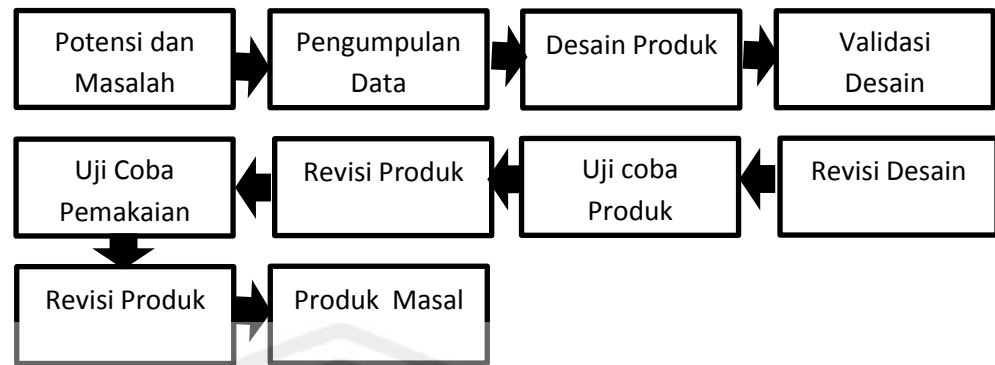 Potensi dan
Masalah
Pengumpulan
Data
Desain Produk
Validasi
Desain
Uji Coba
Pemakaian
Revisi Produk
Uji coba
Produk
Revisi Desain
Revisi Produk
Produk Masal